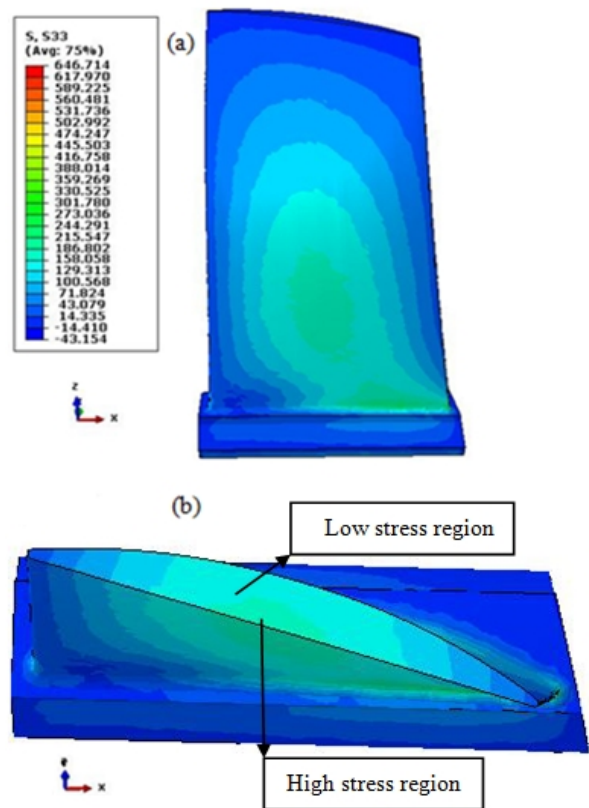 S, S33
(Avg: 75%)
646.714
617.970
589.225
560.481
531.736
502.992
474.247
445.503
416.758
388.014
359.269
330.525
301.780
273.036
244.291
215.547
186.802
158.058
129.313
100.568
71.824
43.079
14.335
-14.410
-43.154
(a)
z
x
(b)
Low stress region
x
High stress region